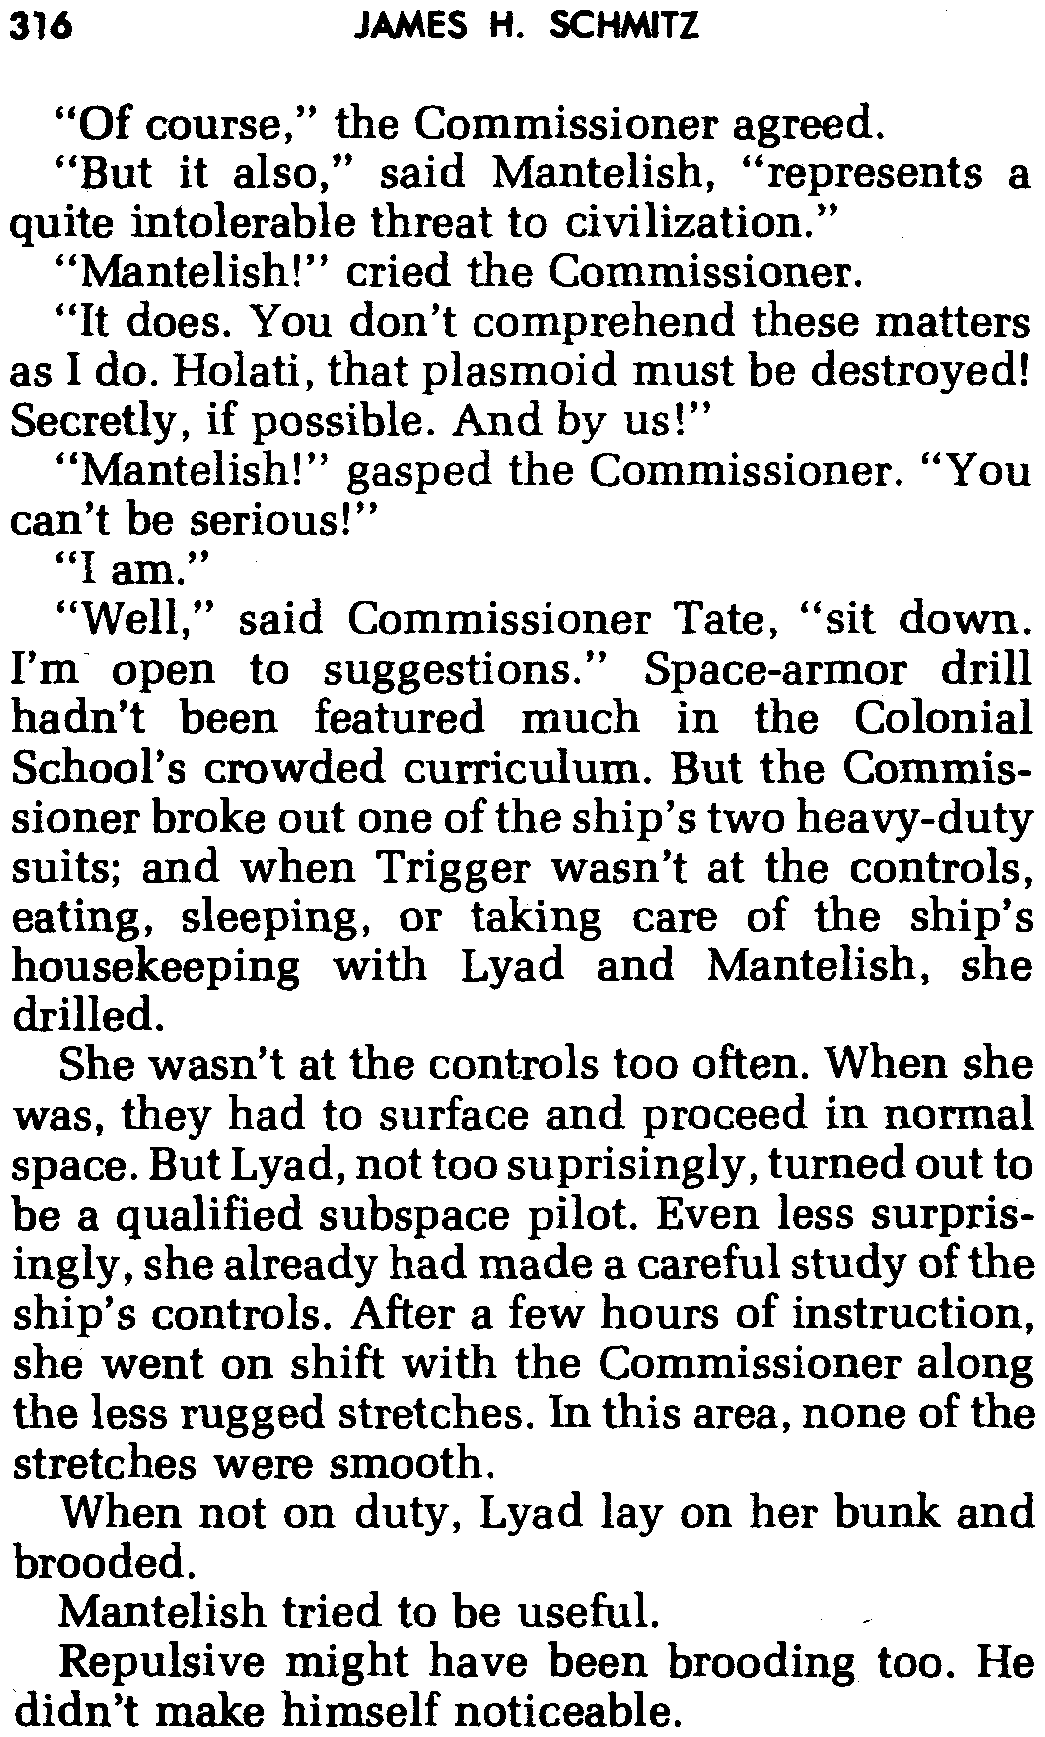 316 JAMES H. SCHMITZ
“Of course,” the Commissioner agreed.
“But it also,” said Mantelish, “represents a
quite intolerable threat to civilization.”
“Mantelish!” cried the Commissioner.
“It does. You don’t comprehend these matters
as I do. Holati, that plasmoid must be destroyed!
Secretly, if possible. And by us!”
“Mantelish!” gasped the Commissioner. “You
can’t be serious!”
“I am.”
“Well,” said Commissioner Tate, “sit down.
I’m open to suggestions.” Space-armor drill
hadn’t been featured much in the Colonial
School’s crowded curriculum. But the Commis-
sioner broke out one of the ship’s two heavy-duty
suits; and when Trigger wasn’t at the controls,
eating, sleeping, or taking care of the ship’s
housekeeping with Lyad and Mantelish, she
drilled.
She wasn’t at the controls too often. When she
was, they had to surface and proceed in normal
space. But Lyad, not too suprisingly, turned out to
be a qualified subspace pilot. Even less surpris-
ingly, she already had made a careful study of the
ship’s controls. After a few hours of instruction,
she went on shift with the Commissioner along
the less rugged stretches. In this area, none of the
stretches were smooth.
When not on duty, Lyad lay on her bunk and
brooded.
Mantelish tried to be useful.
Repulsive might have been brooding too. He
didn’t make himself noticeable.